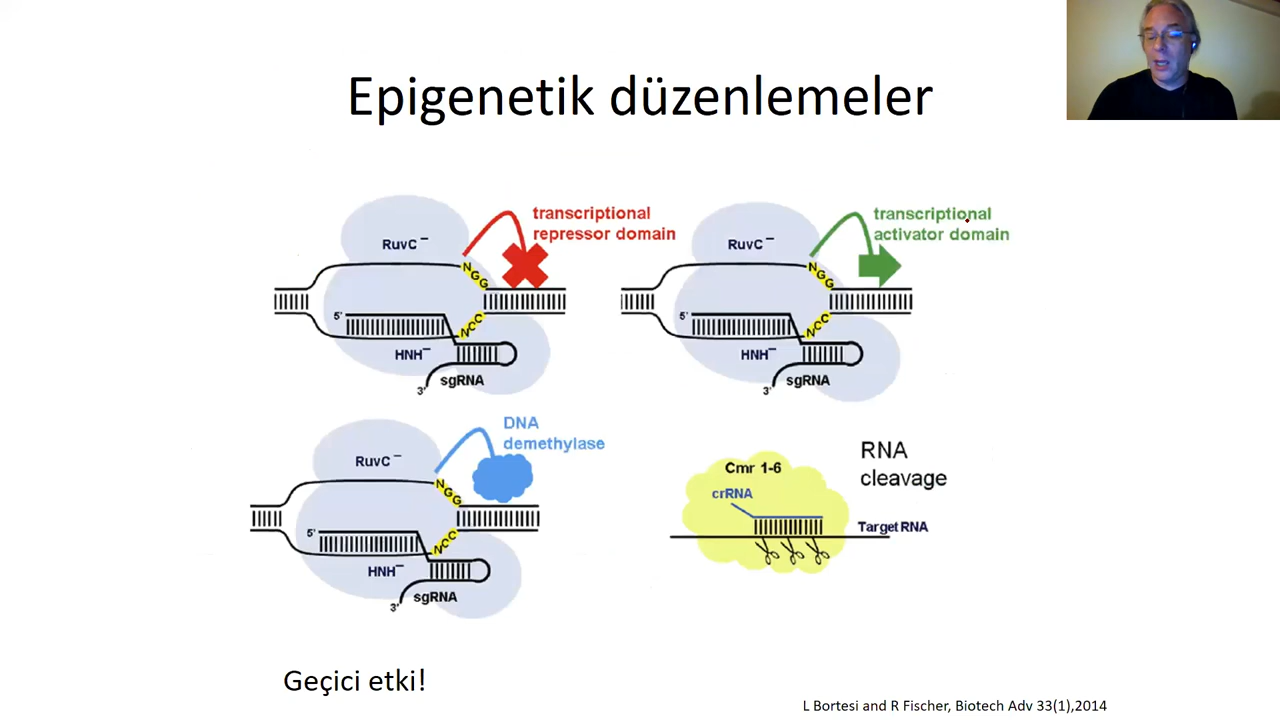 Epigenetik düzenlemeler
transcriptional
repressor domain
RuvC –
NGG
5'
NCC
HNH –
sgRNA
3'
transcriptional
activator domain
RuvC –
NGG
5'
NCC
HNH –
sgRNA
3'
DNA
demethylase
RuvC –
NGG
5'
NCC
HNH –
sgRNA
3'
RNA
cleavage
Cmr 1-6
crRNA
Target RNA
Geçici etki!
L Bortesi and R Fischer, Biotech Adv 33(1),2014